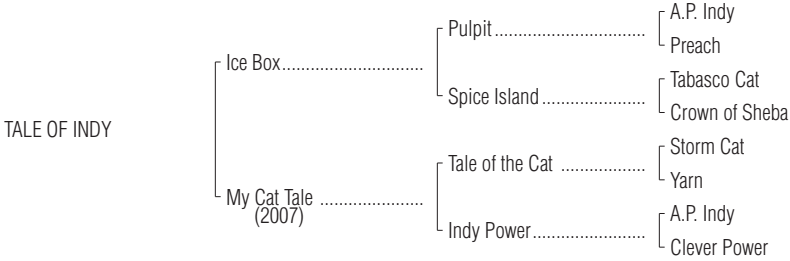 A.P. Indy
Pulpit..............................
Preach
Ice Box............................
Tabasco Cat
Spice Island.....................
Crown of Sheba
TALE OF INDY
Storm Cat
Tale of the Cat .................
Yarn
My Cat Tale .....................
(2007)
A.P. Indy
Indy Power.......................
Clever Power